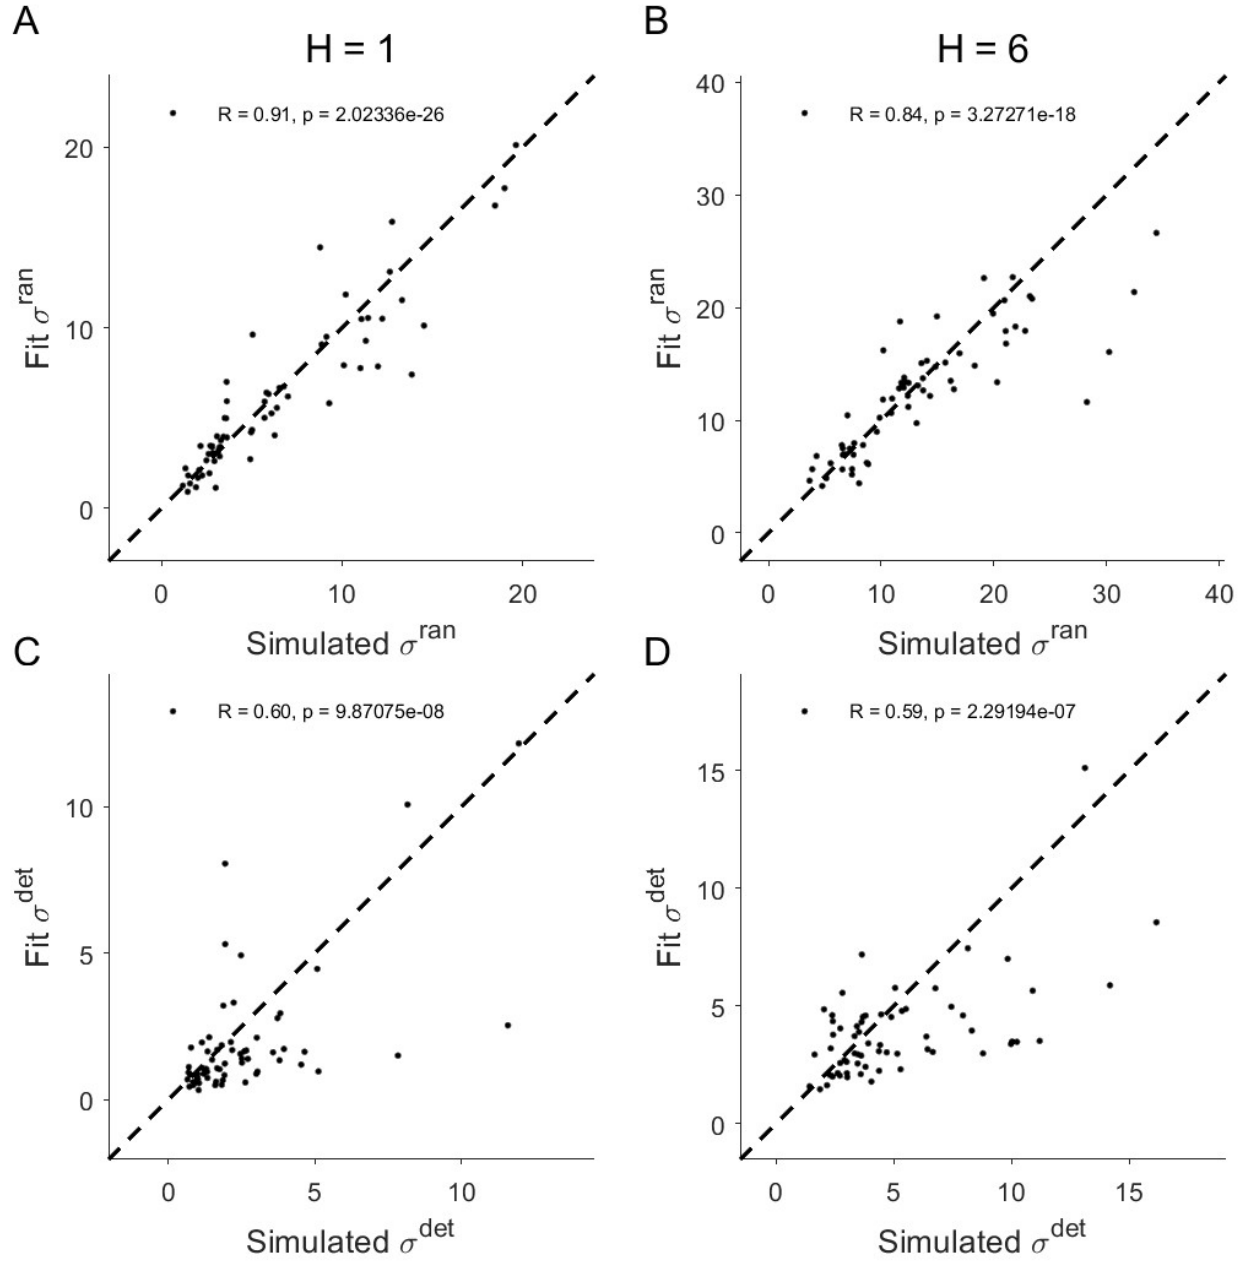 A
H = 1
R = 0.91, p = 2.02336e-26
20
10
0
Fit σ^ran
0 10 20
Simulated σ^ran
B
H = 6
R = 0.84, p = 3.27271e-18
40
30
20
10
0
Fit σ^ran
0 10 20 30 40
Simulated σ^ran
C
R = 0.60, p = 9.87075e-08
10
5
0
Fit σ^det
0 5 10
Simulated σ^det
D
R = 0.59, p = 2.29194e-07
15
10
5
0
Fit σ^det
0 5 10 15
Simulated σ^det